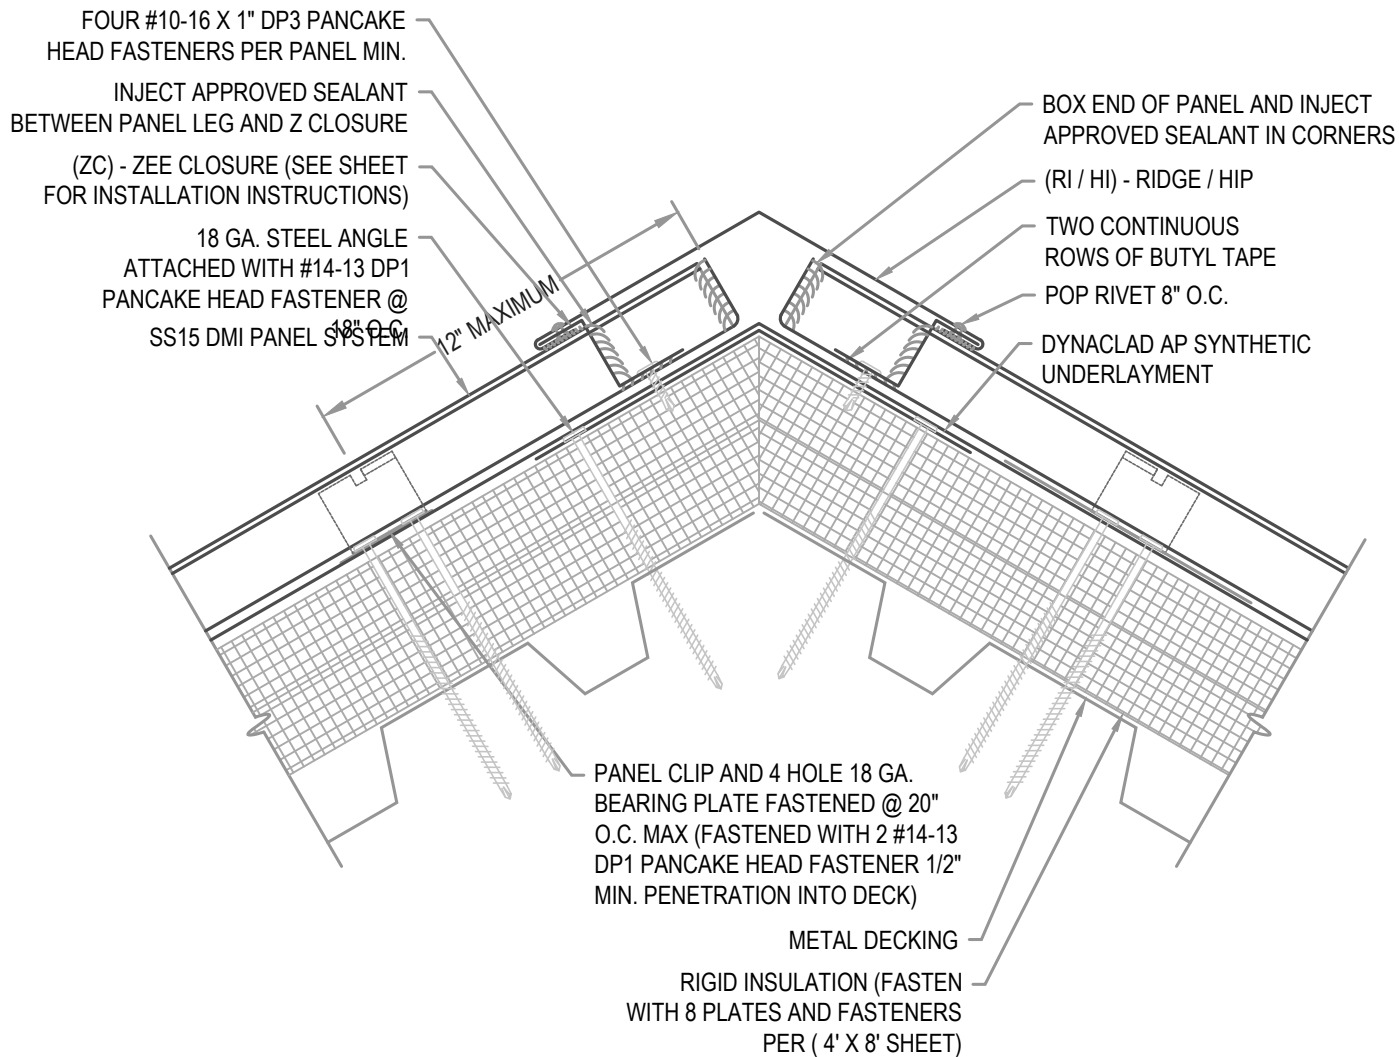 FOUR #10-16 X 1" DP3 PANCAKE
HEAD FASTENERS PER PANEL MIN.
INJECT APPROVED SEALANT
BETWEEN PANEL LEG AND Z CLOSURE
(ZC) - ZEE CLOSURE (SEE SHEET
FOR INSTALLATION INSTRUCTIONS)
18 GA. STEEL ANGLE
ATTACHED WITH #14-13 DP1
PANCAKE HEAD FASTENER @
18" O.C.
SS15 DMI PANEL SYSTEM
12" MAXIMUM
BOX END OF PANEL AND INJECT
APPROVED SEALANT IN CORNERS
(RI / HI) - RIDGE / HIP
TWO CONTINUOUS
ROWS OF BUTYL TAPE
POP RIVET 8" O.C.
DYNACLAD AP SYNTHETIC
UNDERLAYMENT
PANEL CLIP AND 4 HOLE 18 GA.
BEARING PLATE FASTENED @ 20"
O.C. MAX (FASTENED WITH 2 #14-13
DP1 PANCAKE HEAD FASTENER 1/2"
MIN. PENETRATION INTO DECK)
METAL DECKING
RIGID INSULATION (FASTEN
WITH 8 PLATES AND FASTENERS
PER ( 4' X 8' SHEET)